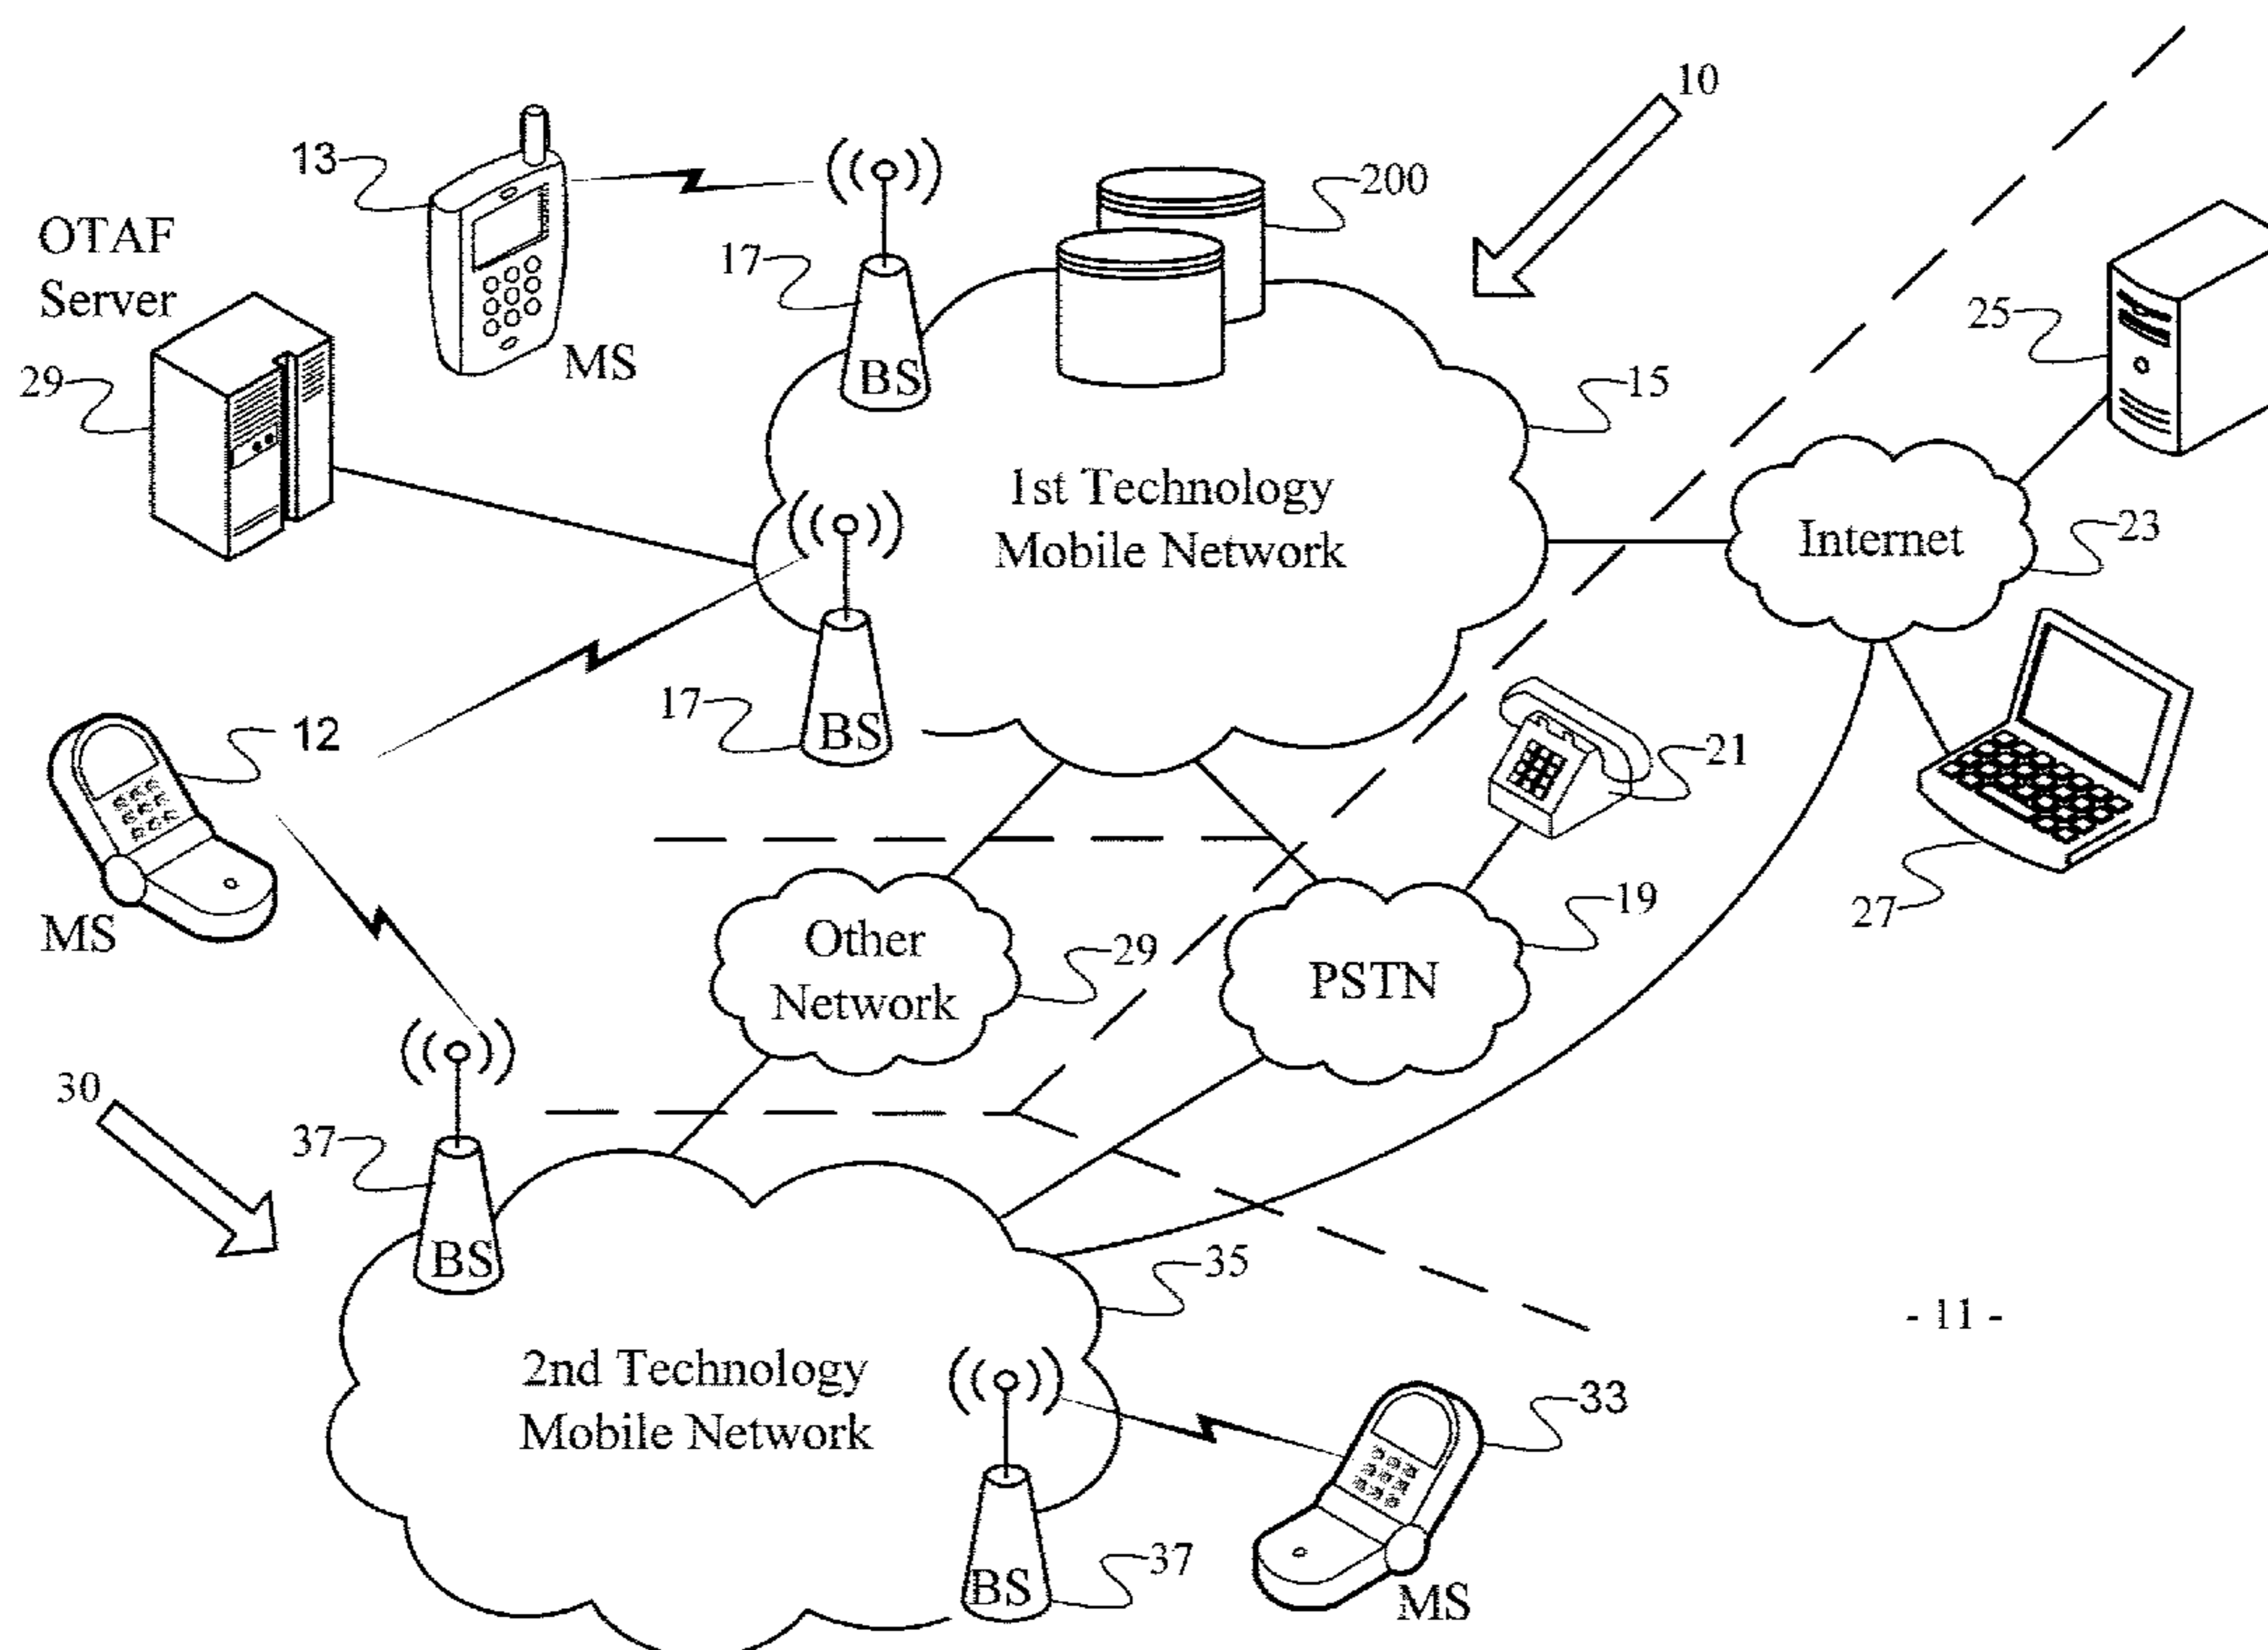 10
13
200
OTAF
Server
17
25
MS
BS
29
15
1st Technology
Mobile Network
Internet
23
17
BS
12
21
MS
Other
Network
29
PSTN
19
27
30
37
BS
35
- 11 -
2nd Technology
Mobile Network
33
BS
37
MS